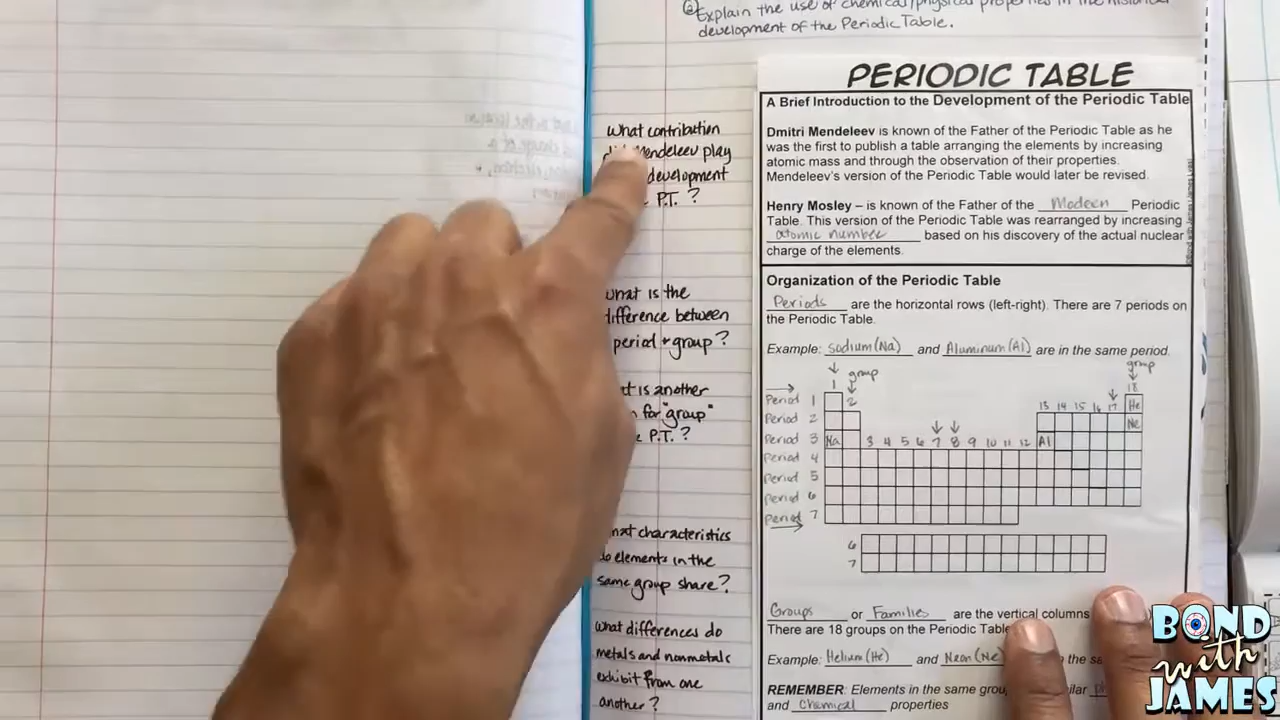 Explain the use of chemical/physical properties in the historical
development of the Periodic Table.
What contribution
Mendeleev play
development
P.T. ?
what is the
difference between
period + group ?
is another
for "group"
P.T. ?
characteristics
do elements in the
same group share?
what differences do
metals and nonmetals
exhibit from one
another?
PERIODIC TABLE
A Brief Introduction to the Development of the Periodic Table
Dmitri Mendeleev is known of the Father of the Periodic Table as he
was the first to publish a table arranging the elements by increasing
atomic mass and through the observation of their properties.
Mendeleev's version of the Periodic Table would later be revised.
Henry Mosley – is known of the Father of the Modern Periodic
Table. This version of the Periodic Table was rearranged by increasing
atomic number based on his discovery of the actual nuclear
charge of the elements.
Organization of the Periodic Table
Periods are the horizontal rows (left-right). There are 7 periods on
the Periodic Table.
Example: Sodium (Na) and Aluminum (Al) are in the same period.
group group
1 18
Period 1 2 13 14 15 16 17 He
Period 2 Ne
Period 3 Na 3 4 5 6 7 8 9 10 11 12 Al
Period 4
Period 5
Period 6
Period 7
6
7
Groups or Families are the vertical columns
There are 18 groups on the Periodic Table
Example: Helium (He) and Neon (Ne) the
REMEMBER: Elements in the same
and chemical properties
BOND
with
JAMES